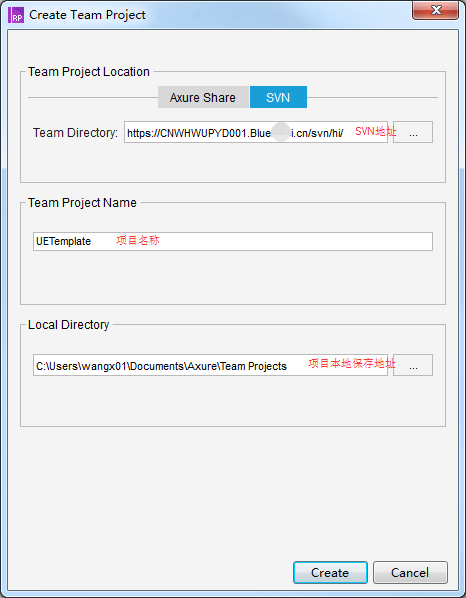 RP Create Team Project
Team Project Location
Axure Share SVN
Team Directory: https://CNWHWUPYD001.Blue i.cn/svn/hi/ SVN地址 ...
Team Project Name
UETemplate 项目名称
Local Directory
C:\Users\wangx01\Documents\Axure\Team Projects 项目本地保存地址 ...
Create Cancel